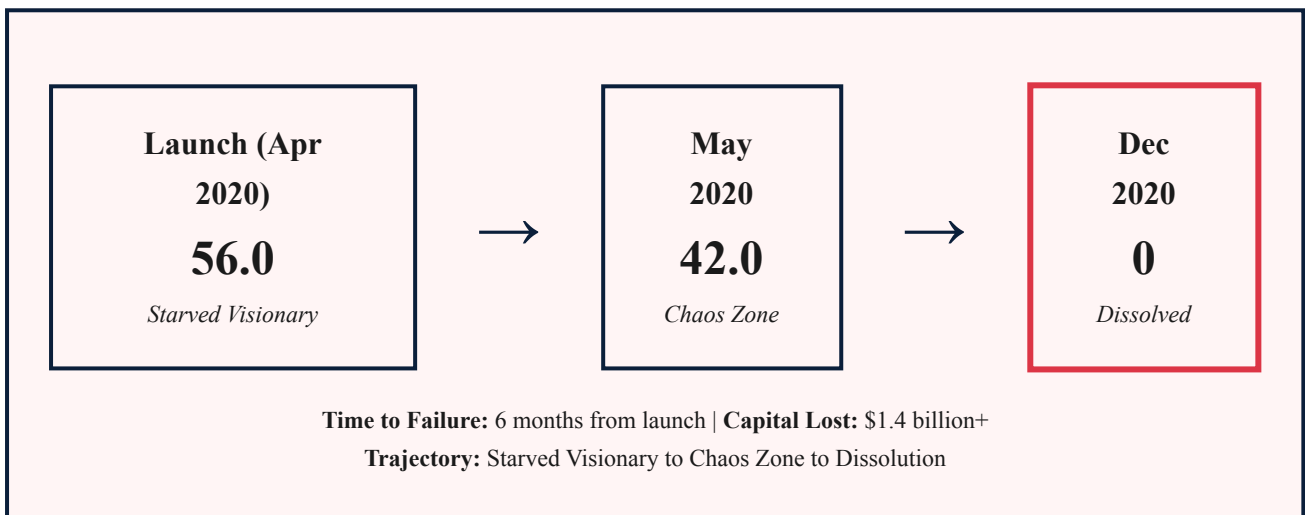 Launch (Apr
2020)
56.0
Starved Visionary
→
May
2020
42.0
Chaos Zone
→
Dec
2020
0
Dissolved
Time to Failure: 6 months from launch | Capital Lost: $1.4 billion+
Trajectory: Starved Visionary to Chaos Zone to Dissolution